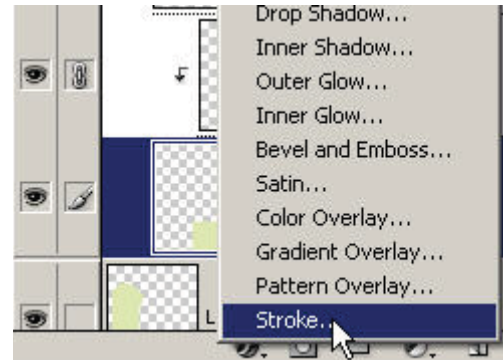 Drop Shadow...
Inner Shadow...
Outer Glow...
Inner Glow...
Bevel and Emboss...
Satin...
Color Overlay...
Gradient Overlay...
Pattern Overlay...
Stroke...
L